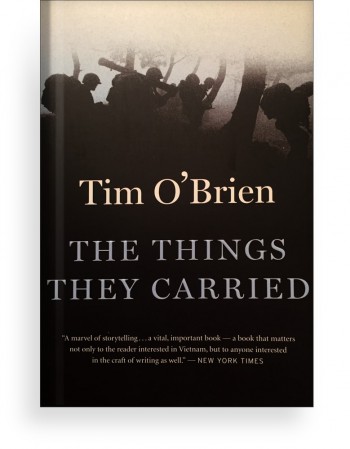 Tim O’Brien
THE THINGS
THEY CARRIED
“A marvel of storytelling . . . a vital, important book — a book that matters
not only to the reader interested in Vietnam, but to anyone interested
in the craft of writing as well.” — NEW YORK TIMES